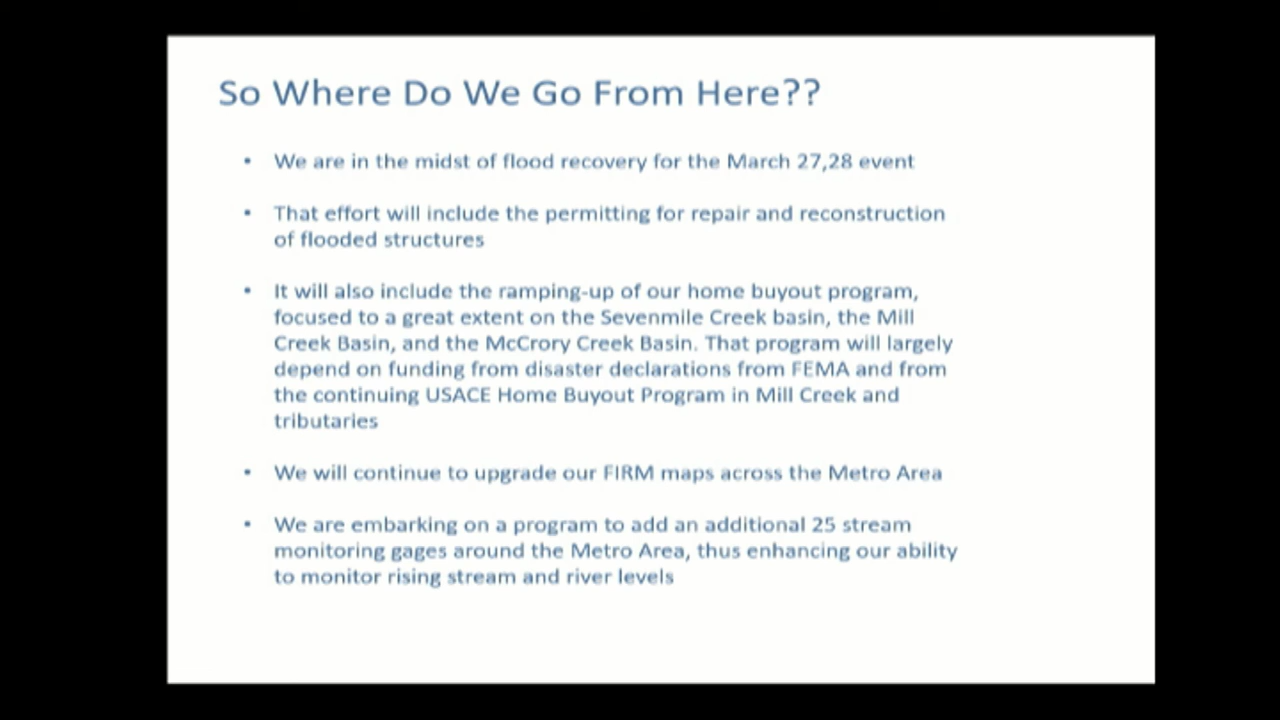 So Where Do We Go From Here??
• We are in the midst of flood recovery for the March 27,28 event
• That effort will include the permitting for repair and reconstruction
of flooded structures
• It will also include the ramping-up of our home buyout program,
focused to a great extent on the Sevenmile Creek basin, the Mill
Creek Basin, and the McCrory Creek Basin. That program will largely
depend on funding from disaster declarations from FEMA and from
the continuing USACE Home Buyout Program in Mill Creek and
tributaries
• We will continue to upgrade our FIRM maps across the Metro Area
• We are embarking on a program to add an additional 25 stream
monitoring gages around the Metro Area, thus enhancing our ability
to monitor rising stream and river levels